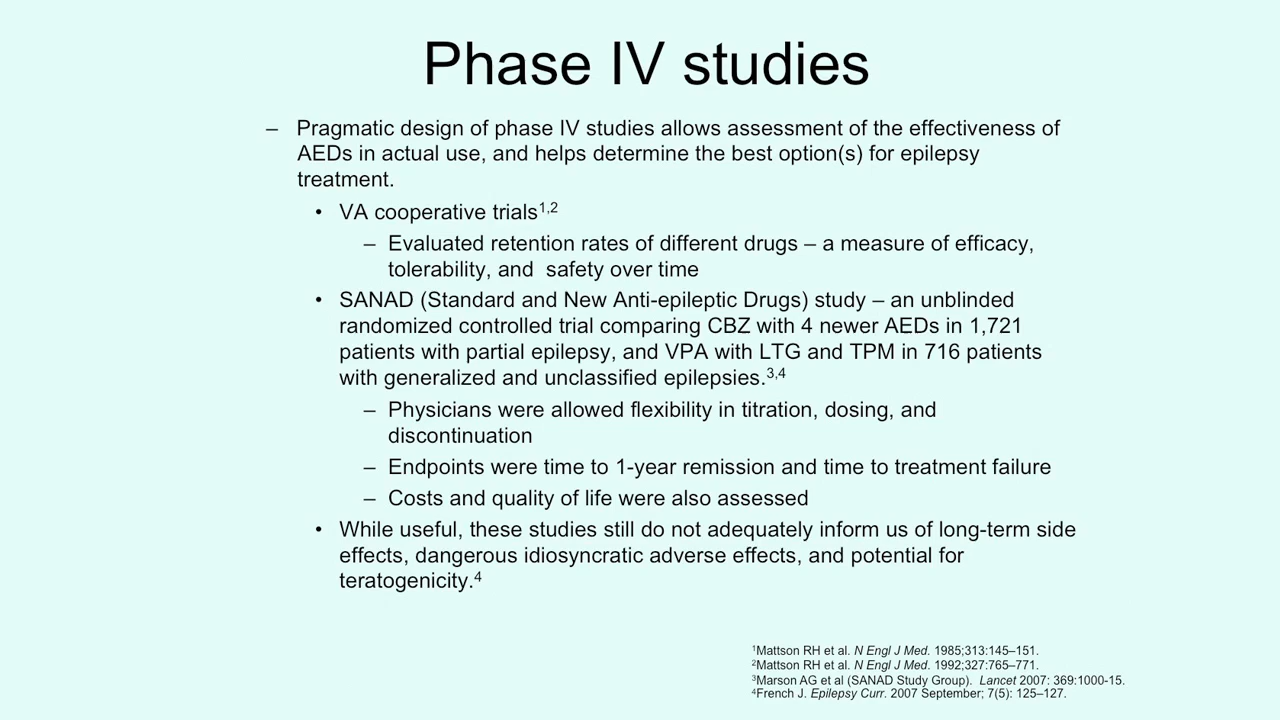 Phase IV studies
– Pragmatic design of phase IV studies allows assessment of the effectiveness of
AEDs in actual use, and helps determine the best option(s) for epilepsy
treatment.
• VA cooperative trials1,2
– Evaluated retention rates of different drugs – a measure of efficacy,
tolerability, and  safety over time
• SANAD (Standard and New Anti-epileptic Drugs) study – an unblinded
randomized controlled trial comparing CBZ with 4 newer AEDs in 1,721
patients with partial epilepsy, and VPA with LTG and TPM in 716 patients
with generalized and unclassified epilepsies.3,4
– Physicians were allowed flexibility in titration, dosing, and
discontinuation
– Endpoints were time to 1-year remission and time to treatment failure
– Costs and quality of life were also assessed
• While useful, these studies still do not adequately inform us of long-term side
effects, dangerous idiosyncratic adverse effects, and potential for
teratogenicity.4
1Mattson RH et al. N Engl J Med. 1985;313:145–151.
2Mattson RH et al. N Engl J Med. 1992;327:765–771.
3Marson AG et al (SANAD Study Group).  Lancet 2007: 369:1000-15.
4French J. Epilepsy Curr. 2007 September; 7(5): 125–127.